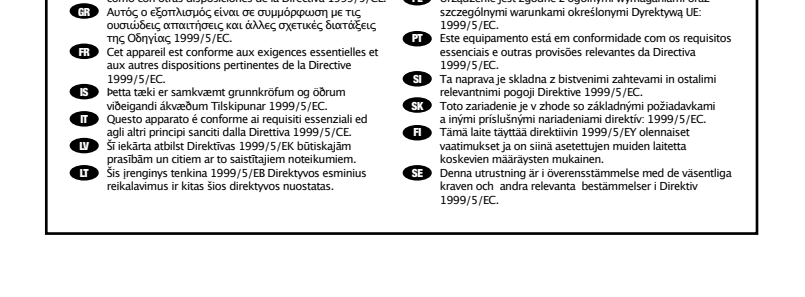 como con otras disposiciones de la Directiva 1999/5/CE.
GR Αυτός ο εξοπλισμός είναι σε συμμόρφωση με τις
ουσιώδεις απαιτήσεις και άλλες σχετικές διατάξεις
της Οδηγίας 1999/5/EC.
FR Cet appareil est conforme aux exigences essentielles et
aux autres dispositions pertinentes de la Directive
1999/5/EC.
IS Þetta tæki er samkvæmt grunnkröfum og öðrum
viðeigandi ákvæðum Tilskipunar 1999/5/EC.
IT Questo apparato é conforme ai requisiti essenziali ed
agli altri principi sanciti dalla Direttiva 1999/5/CE.
LV Šī iekārta atbilst Direktīvas 1999/5/EK būtiskajām
prasībām un citiem ar to saistītajiem noteikumiem.
LT Šis įrenginys tenkina 1999/5/EB Direktyvos esminius
reikalavimus ir kitas šios direktyvos nuostatas.
szczególnymi warunkami określonymi Dyrektywą UE:
1999/5/EC.
PT Este equipamento está em conformidade com os requisitos
essenciais e outras provisões relevantes da Directiva
1999/5/EC.
SI Ta naprava je skladna z bistvenimi zahtevami in ostalimi
relevantnimi pogoji Direktive 1999/5/EC.
SK Toto zariadenie je v zhode so základnými požiadavkami
a inými príslušnými nariadeniami direktív: 1999/5/EC.
FI Tämä laite täyttää direktiivin 1999/5/EY olennaiset
vaatimukset ja on siinä asetettujen muiden laitetta
koskevien määräysten mukainen.
SE Denna utrustning är i överensstämmelse med de väsentliga
kraven och andra relevanta bestämmelser i Direktiv
1999/5/EC.